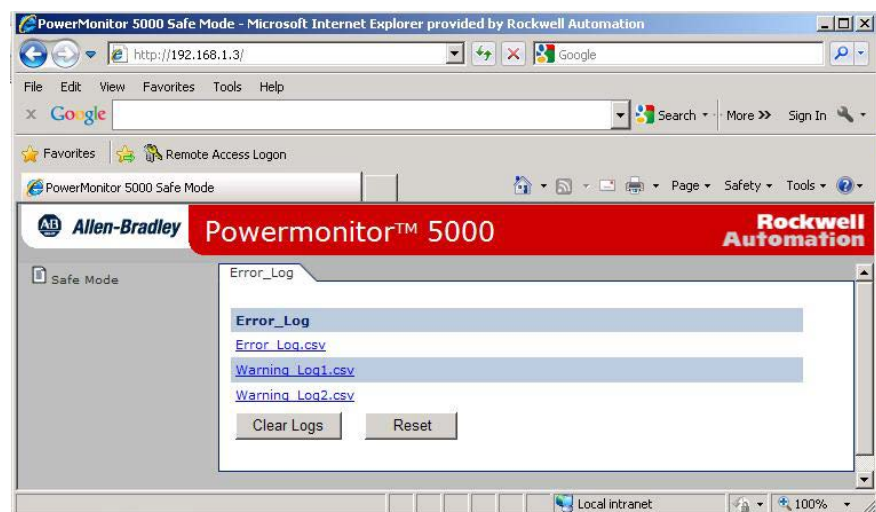 PowerMonitor 5000 Safe Mode - Microsoft Internet Explorer provided by Rockwell Automation
http://192.168.1.3/
Google
File Edit View Favorites Tools Help
x Google
Search
More >>
Sign In
Favorites
Remote Access Logon
PowerMonitor 5000 Safe Mode
Page
Safety
Tools
AB
Allen-Bradley
Powermonitor™ 5000
Rockwell
Automation
Safe Mode
Error_Log
Error_Log
Error_Log.csv
Warning_Log1.csv
Warning_Log2.csv
Clear Logs
Reset
Local intranet
100%